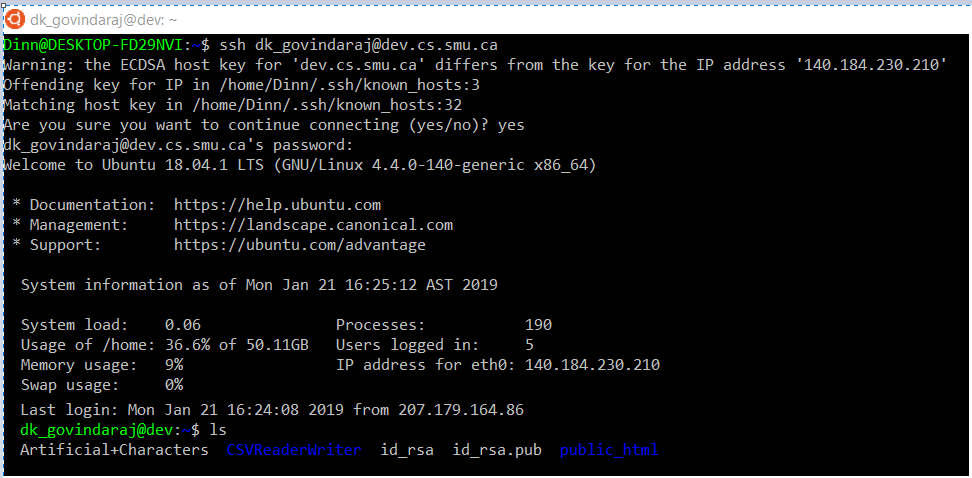 dk_govindaraj@dev: ~
Dinn@DESKTOP-FD29NVI:~$ ssh dk_govindaraj@dev.cs.smu.ca
Warning: the ECDSA host key for 'dev.cs.smu.ca' differs from the key for the IP address '140.184.230.210'
Offending key for IP in /home/Dinn/.ssh/known_hosts:3
Matching host key in /home/Dinn/.ssh/known_hosts:32
Are you sure you want to continue connecting (yes/no)? yes
dk_govindaraj@dev.cs.smu.ca's password:
Welcome to Ubuntu 18.04.1 LTS (GNU/Linux 4.4.0-140-generic x86_64)
* Documentation: https://help.ubuntu.com
* Management: https://landscape.canonical.com
* Support: https://ubuntu.com/advantage
System information as of Mon Jan 21 16:25:12 AST 2019
System load: 0.06 Processes: 190
Usage of /home: 36.6% of 50.11GB Users logged in: 5
Memory usage: 9% IP address for eth0: 140.184.230.210
Swap usage: 0%
Last login: Mon Jan 21 16:24:08 2019 from 207.179.164.86
dk_govindaraj@dev:~$ ls
Artificial+Characters CSVReaderWriter id_rsa id_rsa.pub public_html